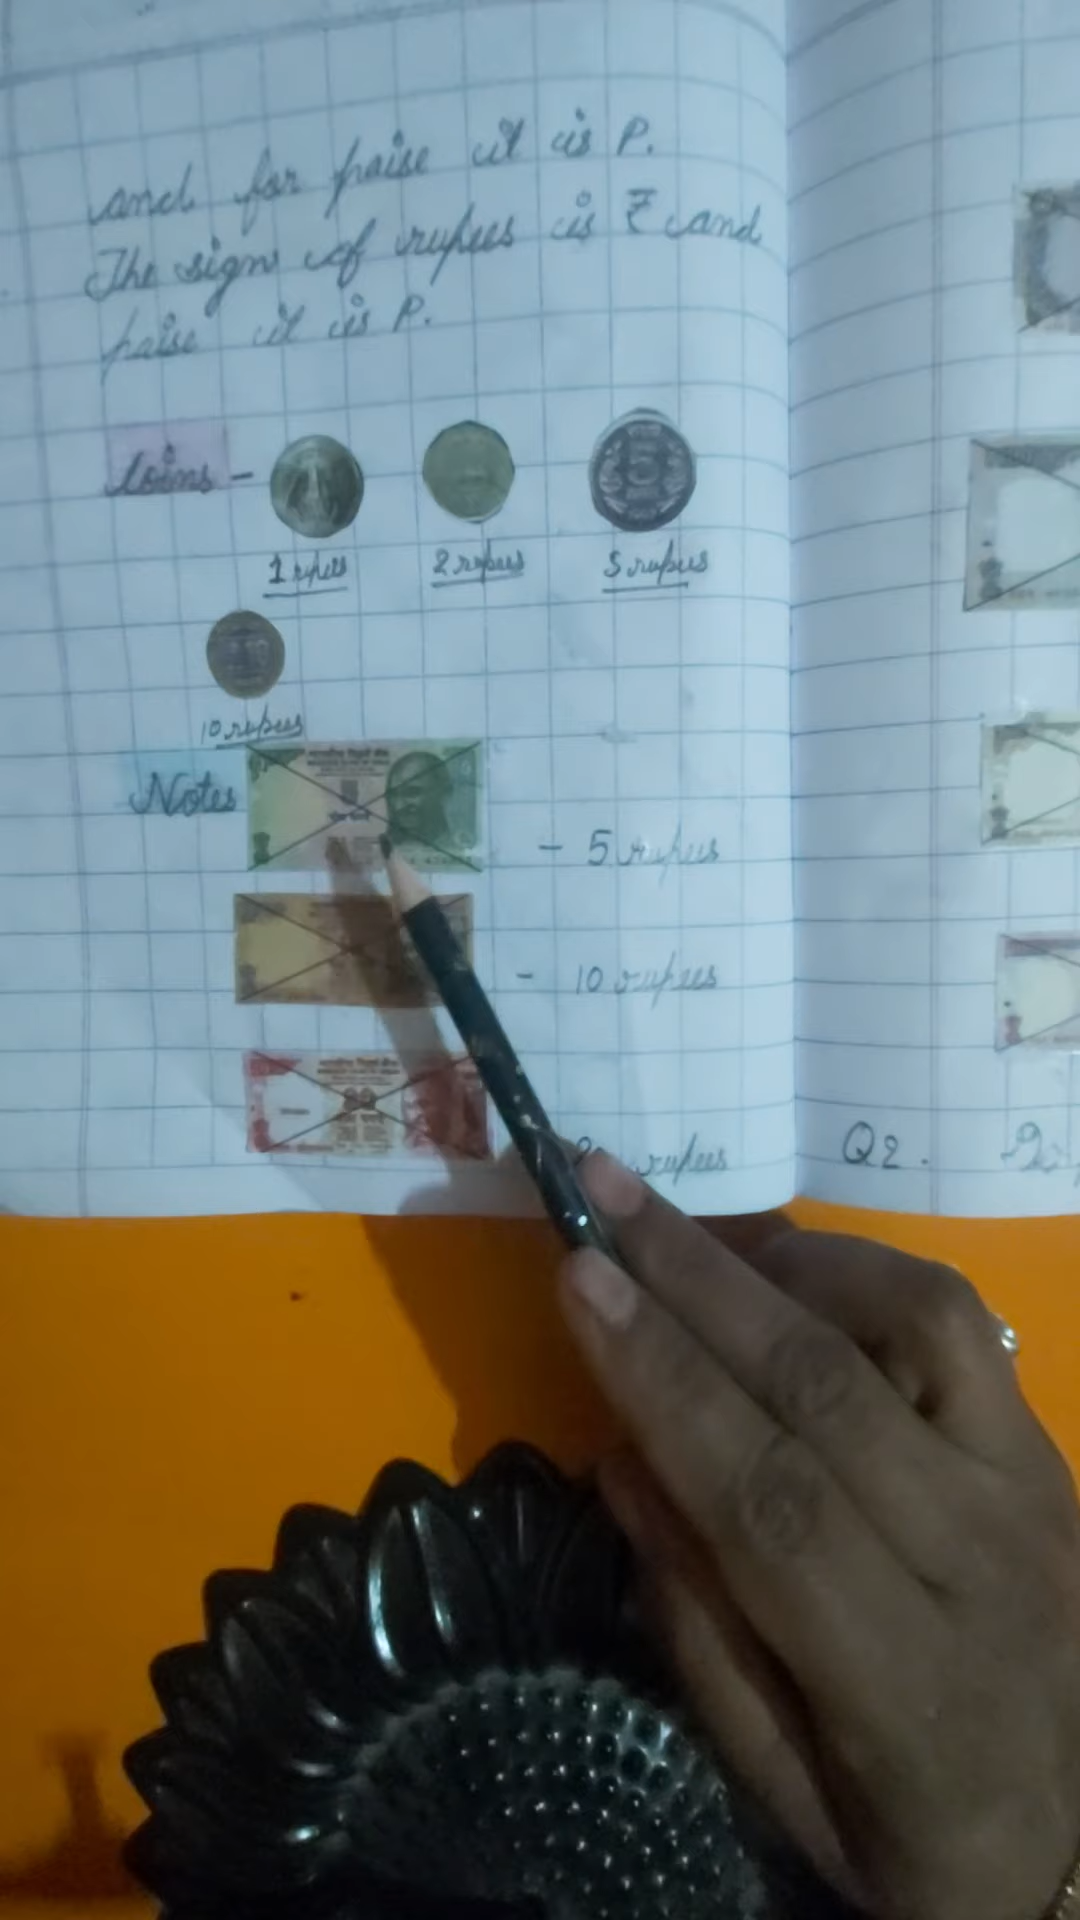 and for paise it is P.
The sign of rupees is ₹ and
paise it is P.
Coins -
1 rupees 2 rupees 5 rupees
10 rupees
Notes
- 5 rupees
- 10 rupees
rupees
Q2.